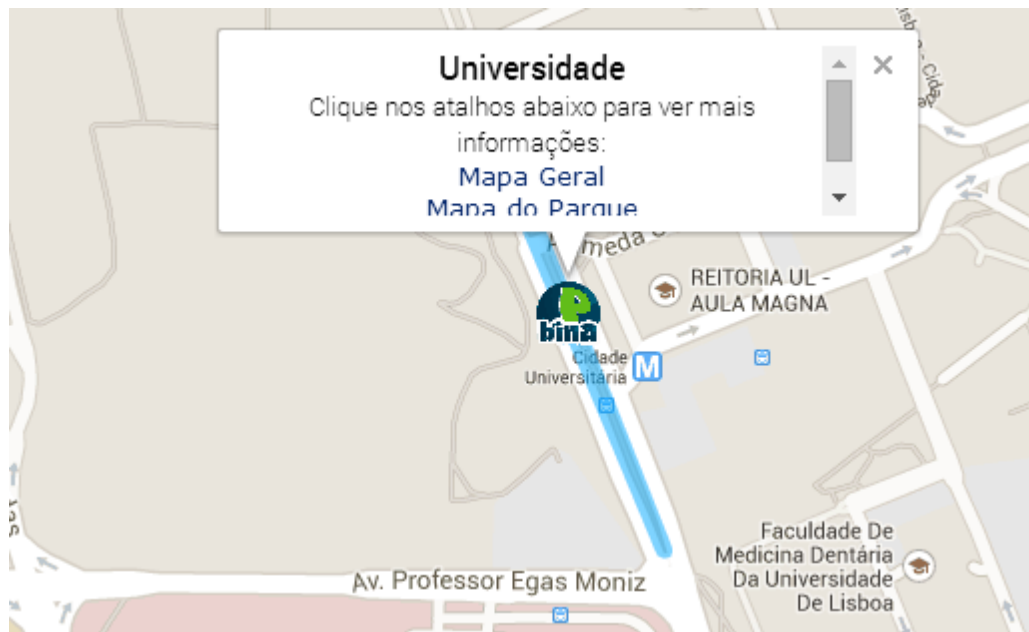 Universidade
Clique nos atalhos abaixo para ver mais
informações:
Mapa Geral
Mapa do Parque
meda
REITORIA UL -
AULA MAGNA
bina
Cidade
Universitária
M
Faculdade De
Medicina Dentária
Da Universidade
De Lisboa
Av. Professor Egas Moniz